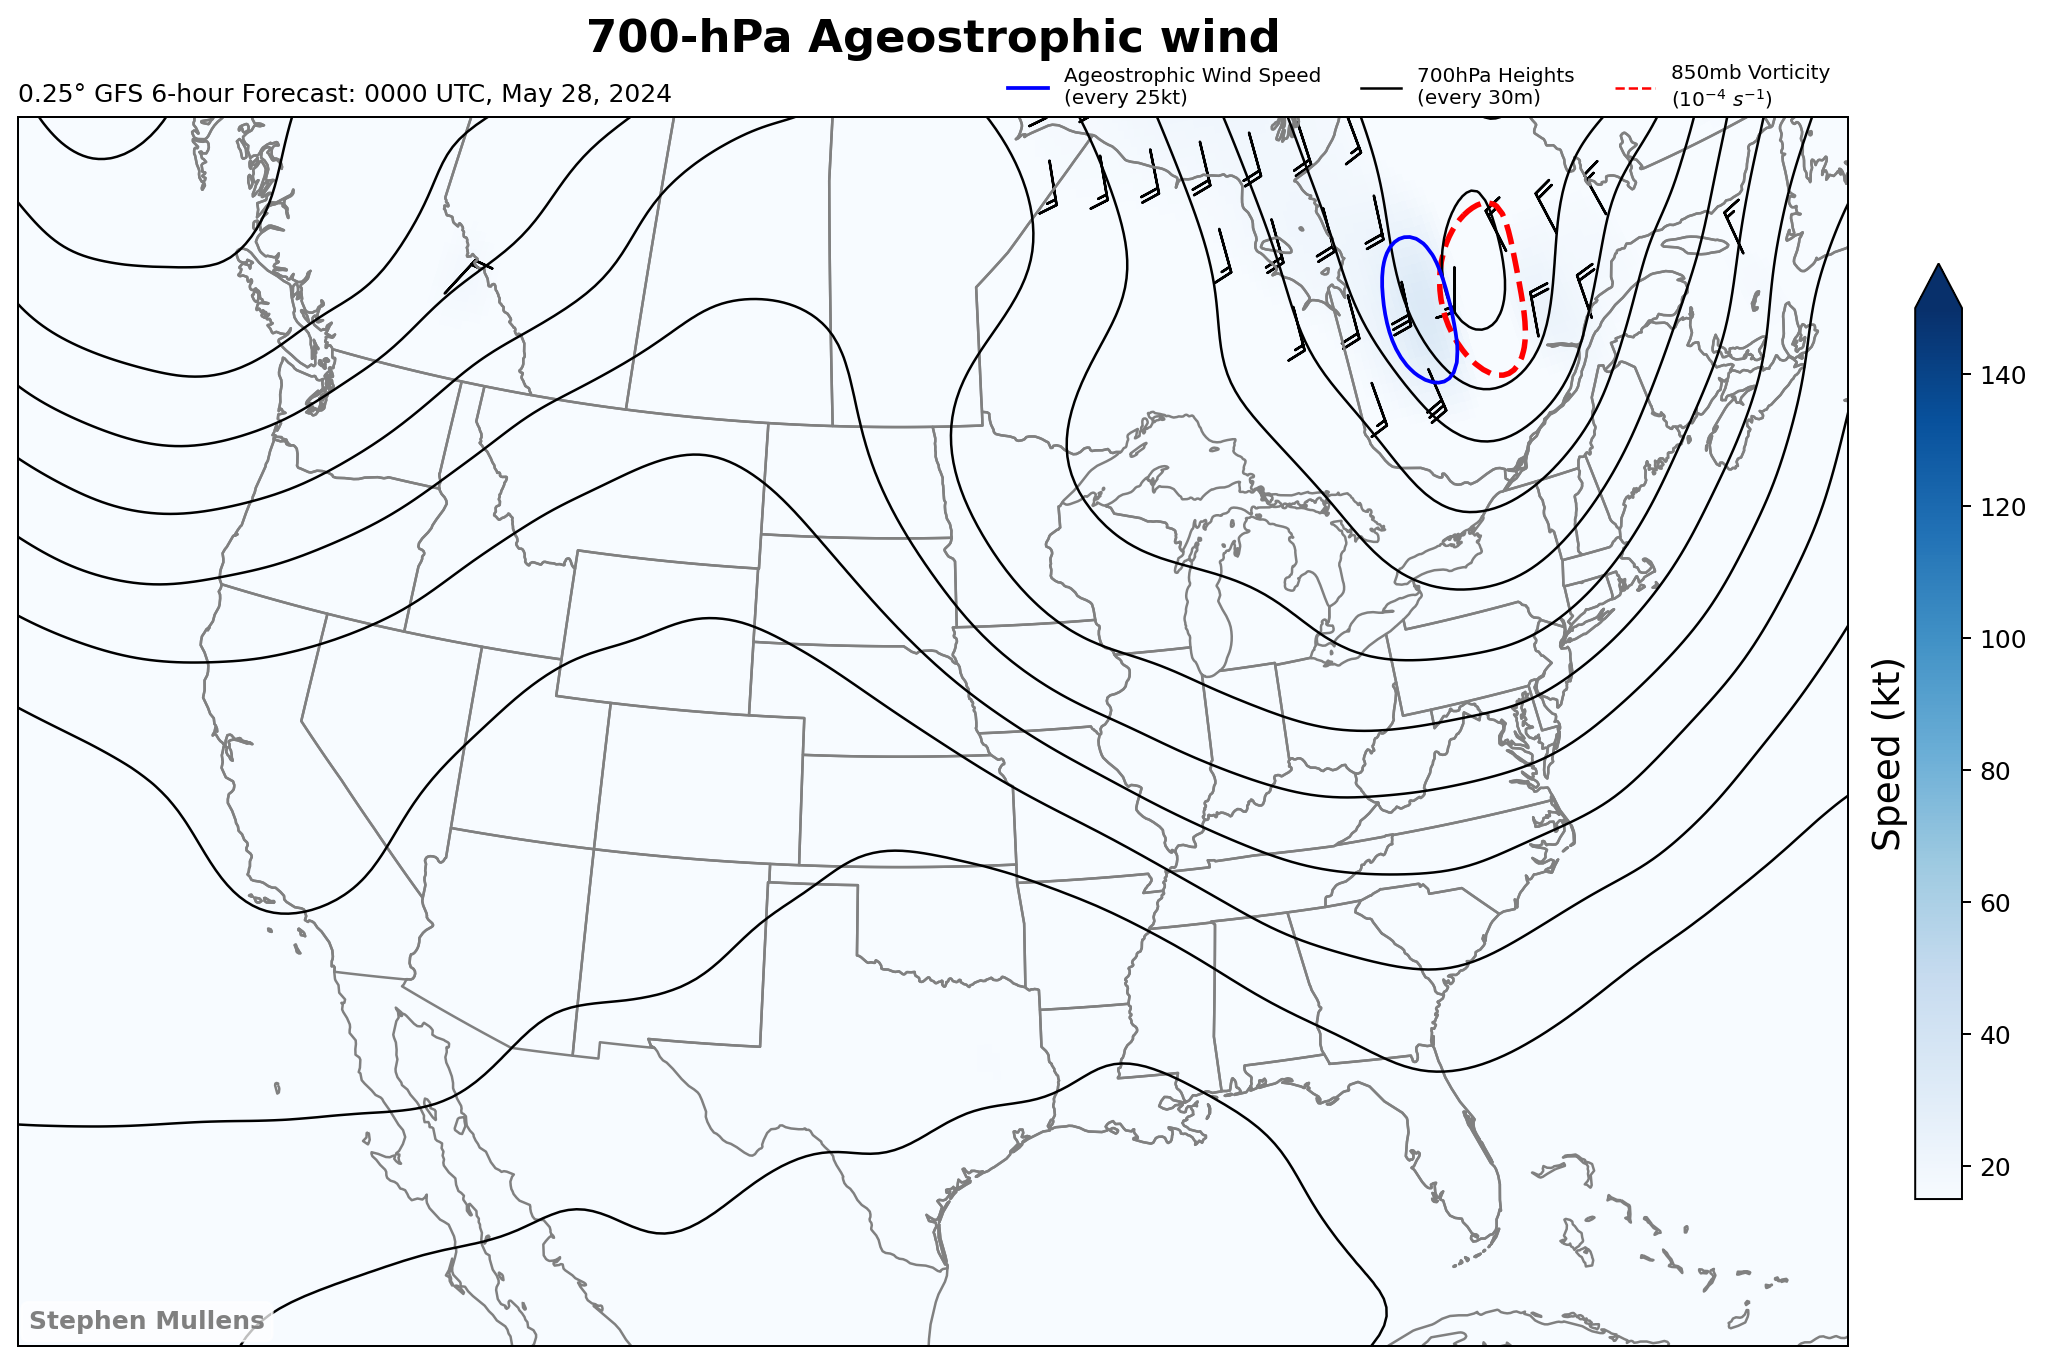 700-hPa Ageostrophic wind
0.25° GFS 6-hour Forecast: 0000 UTC, May 28, 2024
Ageostrophic Wind Speed
(every 25kt)
700hPa Heights
(every 30m)
850mb Vorticity
(10⁻⁴ s⁻¹)
140
120
100
80
60
40
20
Speed (kt)
Stephen Mullens